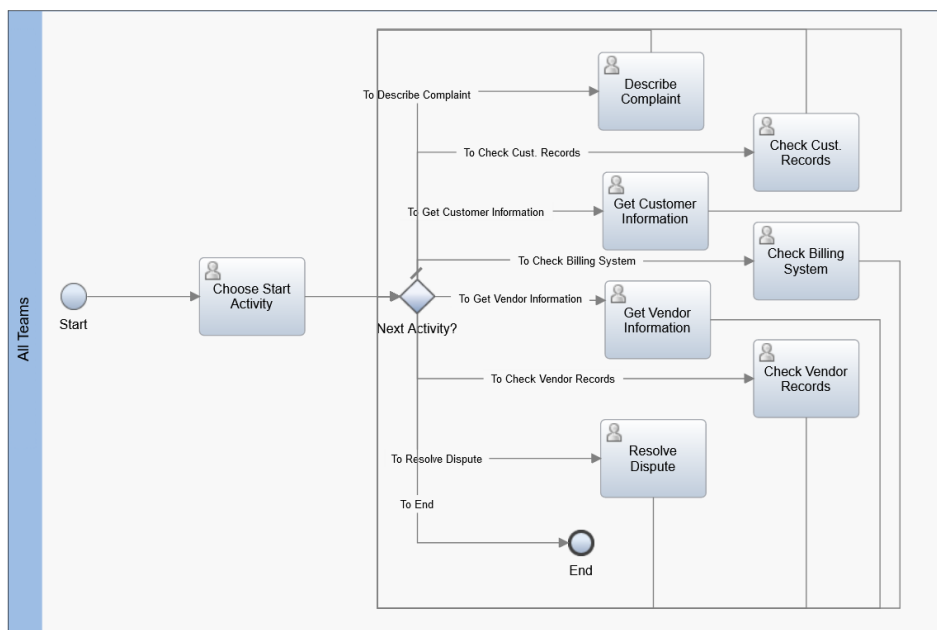 All Teams
Start
Choose Start
Activity
Next Activity?
To Describe Complaint
Describe
Complaint
To Check Cust. Records
Check Cust.
Records
To Get Customer Information
Get Customer
Information
To Check Billing System
Check Billing
System
To Get Vendor Information
Get Vendor
Information
To Check Vendor Records
Check Vendor
Records
To Resolve Dispute
Resolve
Dispute
To End
End